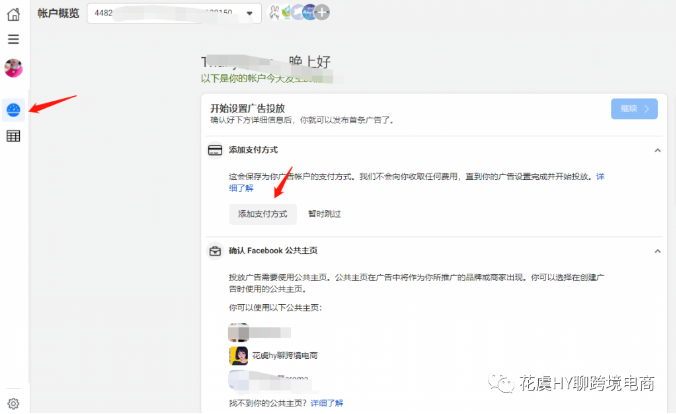 帐户概览
4482
晚上好
以下是你的帐户今天发生的
开始设置广告投放
确认好下方详细信息后，你就可以发布首条广告了。
继续
添加支付方式
这会保存为你广告帐户的支付方式。我们不会向你收取任何费用，直到你的广告设置完成并开始投放。详
细了解
添加支付方式
暂时跳过
确认 Facebook 公共主页
投放广告需要使用公共主页。公共主页在广告中将作为你所推广的品牌或商家出现。你可以选择在创建广
告时使用的公共主页。
你可以使用以下公共主页：
花虞hy聊跨境电商
找不到你的公共主页？详细了解
花虞HY聊跨境电商